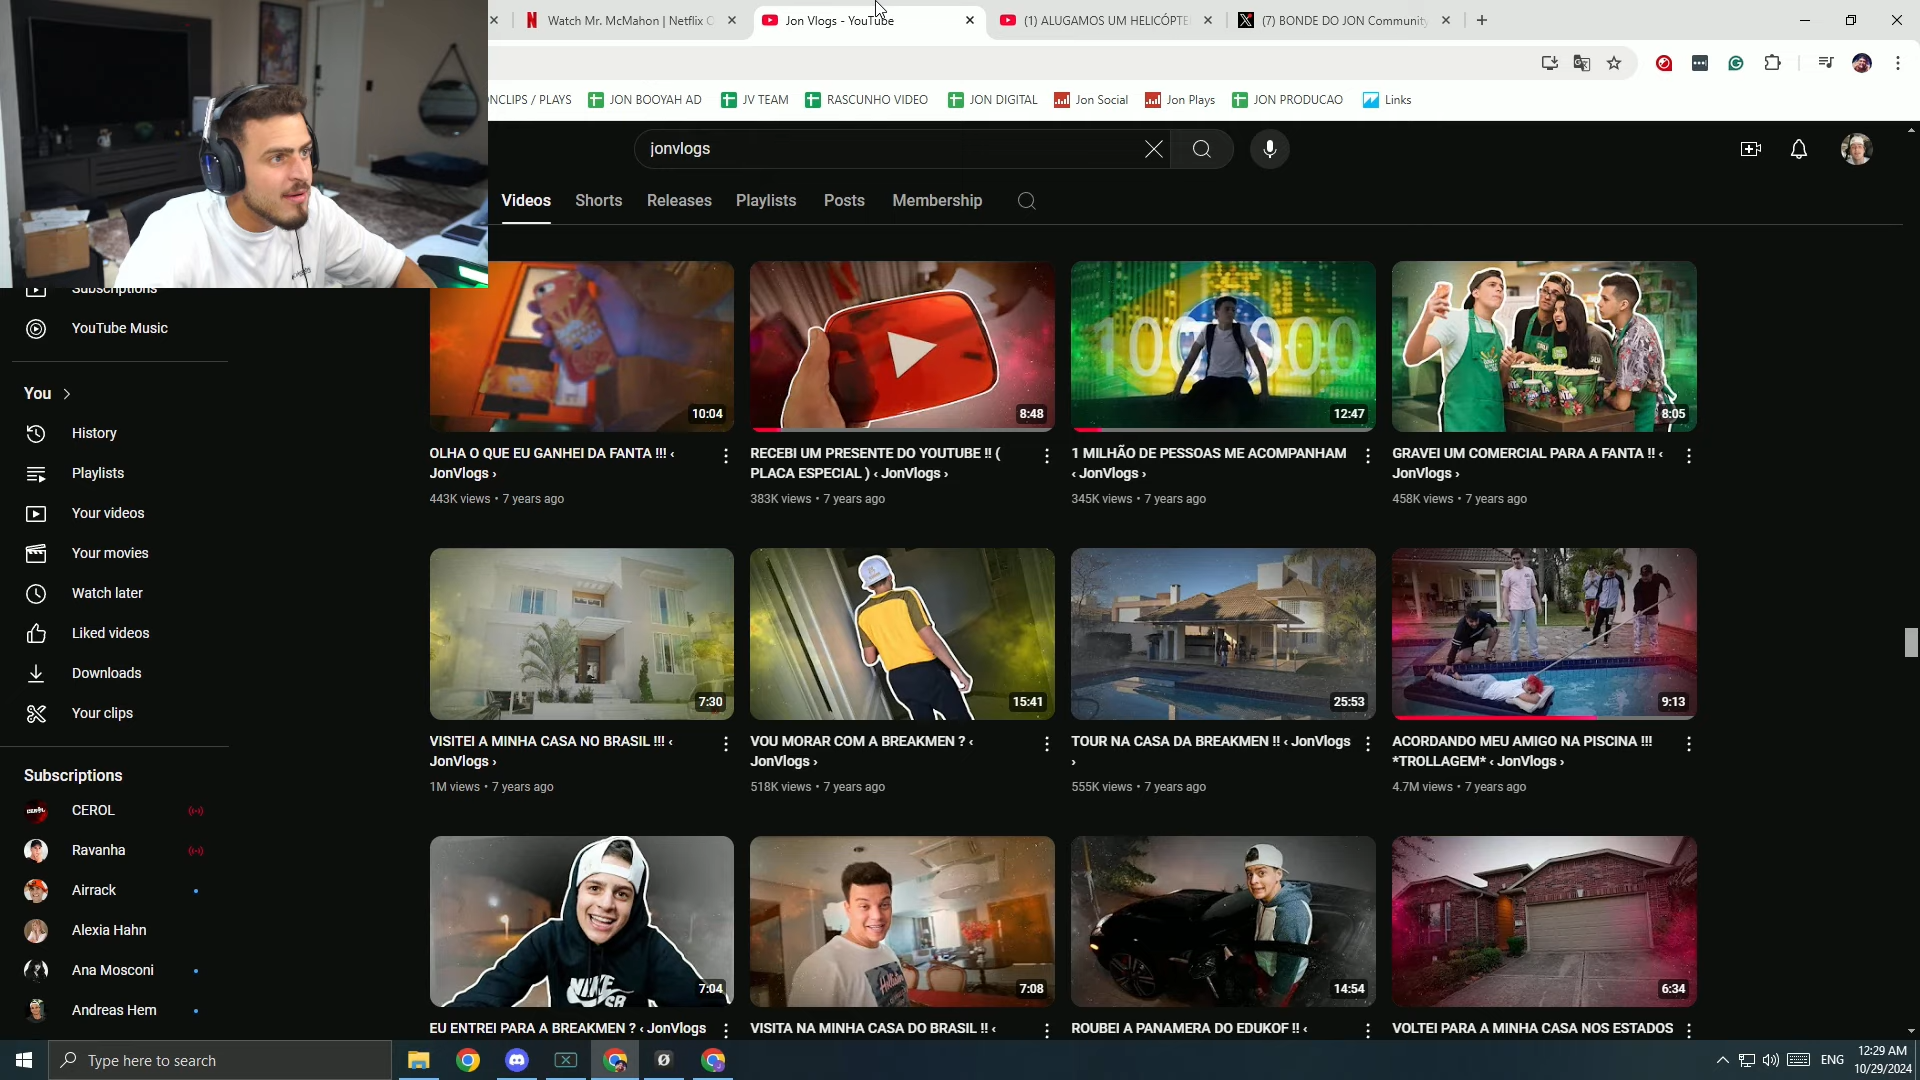 Watch Mr. McMahon | Netflix O
Jon Vlogs - YouTube
(1) ALUGAMOS UM HELICÓPTE
(7) BONDE DO JON Community
NCLIPS / PLAYS
JON BOOYAH AD
JV TEAM
RASCUNHO VIDEO
JON DIGITAL
Jon Social
Jon Plays
JON PRODUCAO
Links
jonvlogs
Videos
Shorts
Releases
Playlists
Posts
Membership
Subscriptions
YouTube Music
You
History
Playlists
Your videos
Your movies
Watch later
Liked videos
Downloads
Your clips
Subscriptions
CEROL
Ravanha
Airrack
Alexia Hahn
Ana Mosconi
Andreas Hem
10:04
8:48
12:47
8:05
OLHA O QUE EU GANHEI DA FANTA !!! ‹
JonVlogs ›
443K views • 7 years ago
RECEBI UM PRESENTE DO YOUTUBE !! (
PLACA ESPECIAL ) ‹ JonVlogs ›
383K views • 7 years ago
1 MILHÃO DE PESSOAS ME ACOMPANHAM
‹ JonVlogs ›
345K views • 7 years ago
GRAVEI UM COMERCIAL PARA A FANTA !! ‹
JonVlogs ›
458K views • 7 years ago
7:30
15:41
25:53
9:13
VISITEI A MINHA CASA NO BRASIL !!! ‹
JonVlogs ›
1M views • 7 years ago
VOU MORAR COM A BREAKMEN ? ‹
JonVlogs ›
518K views • 7 years ago
TOUR NA CASA DA BREAKMEN !! ‹ JonVlogs
›
555K views • 7 years ago
ACORDANDO MEU AMIGO NA PISCINA !!!
*TROLLAGEM* ‹ JonVlogs ›
4.7M views • 7 years ago
NIKE SB
7:04
7:08
14:54
6:34
EU ENTREI PARA A BREAKMEN ? ‹ JonVlogs
VISITA NA MINHA CASA DO BRASIL !! ‹
ROUBEI A PANAMERA DO EDUKOF !! ‹
VOLTEI PARA A MINHA CASA NOS ESTADOS
Type here to search
ENG
12:29 AM
10/29/2024